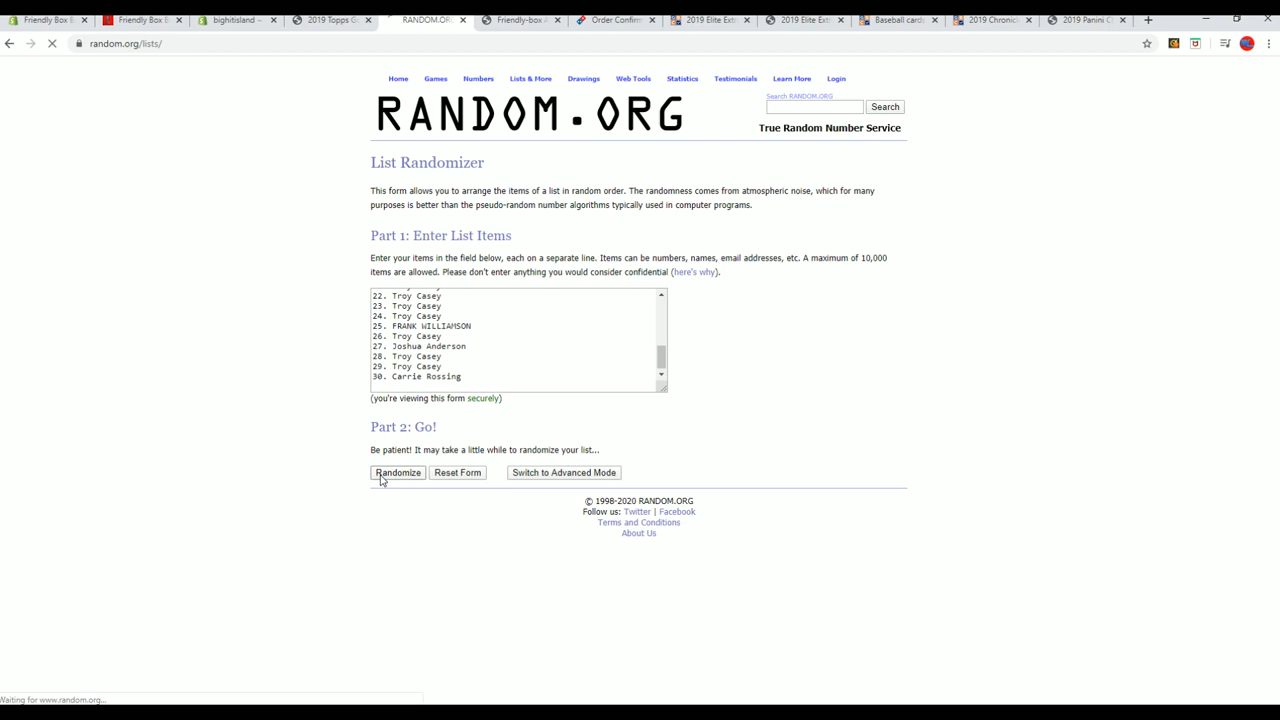 Friendly Box B
Friendly Box E
bighitisland –
2019 Topps G
RANDOM.OR
Friendly-box A
Order Confirm
2019 Elite Ext
2019 Elite Ext
Baseball cards
2019 Chronic
2019 Panini C
random.org/lists/
Home Games Numbers Lists & More Drawings Web Tools Statistics Testimonials Learn More Login
RANDOM.ORG
Search RANDOM.ORG
Search
True Random Number Service
List Randomizer
This form allows you to arrange the items of a list in random order. The randomness comes from atmospheric noise, which for many
purposes is better than the pseudo-random number algorithms typically used in computer programs.
Part 1: Enter List Items
Enter your items in the field below, each on a separate line. Items can be numbers, names, email addresses, etc. A maximum of 10,000
items are allowed. Please don't enter anything you would consider confidential (here's why).
22. Troy Casey
23. Troy Casey
24. Troy Casey
25. FRANK WILLIAMSON
26. Troy Casey
27. Joshua Anderson
28. Troy Casey
29. Troy Casey
30. Carrie Rossing
(you're viewing this form securely)
Part 2: Go!
Be patient! It may take a little while to randomize your list...
Randomize Reset Form Switch to Advanced Mode
© 1998-2020 RANDOM.ORG
Follow us: Twitter | Facebook
Terms and Conditions
About Us
Waiting for www.random.org...